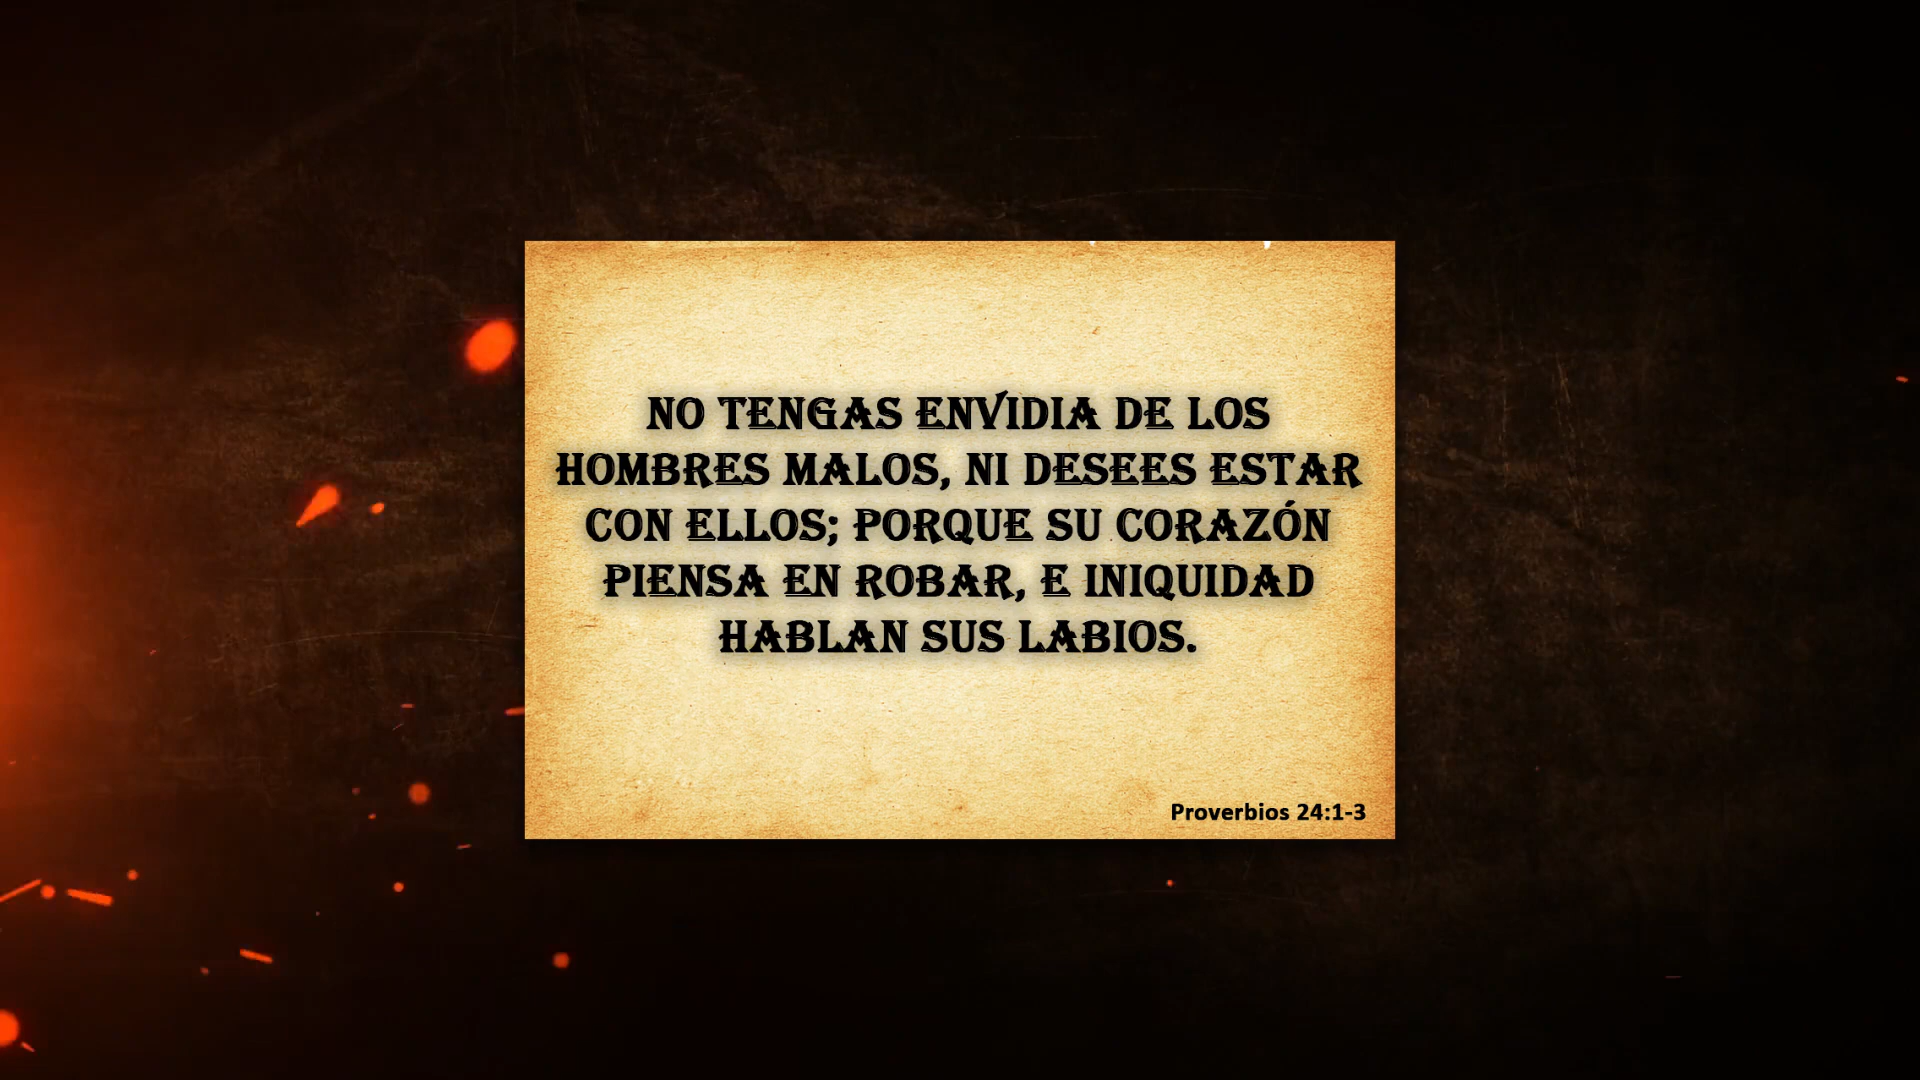 NO TENGAS ENVIDIA DE LOS
HOMBRES MALOS, NI DESEES ESTAR
CON ELLOS; PORQUE SU CORAZÓN
PIENSA EN ROBAR, E INIQUIDAD
HABLAN SUS LABIOS.
Proverbios 24:1-3